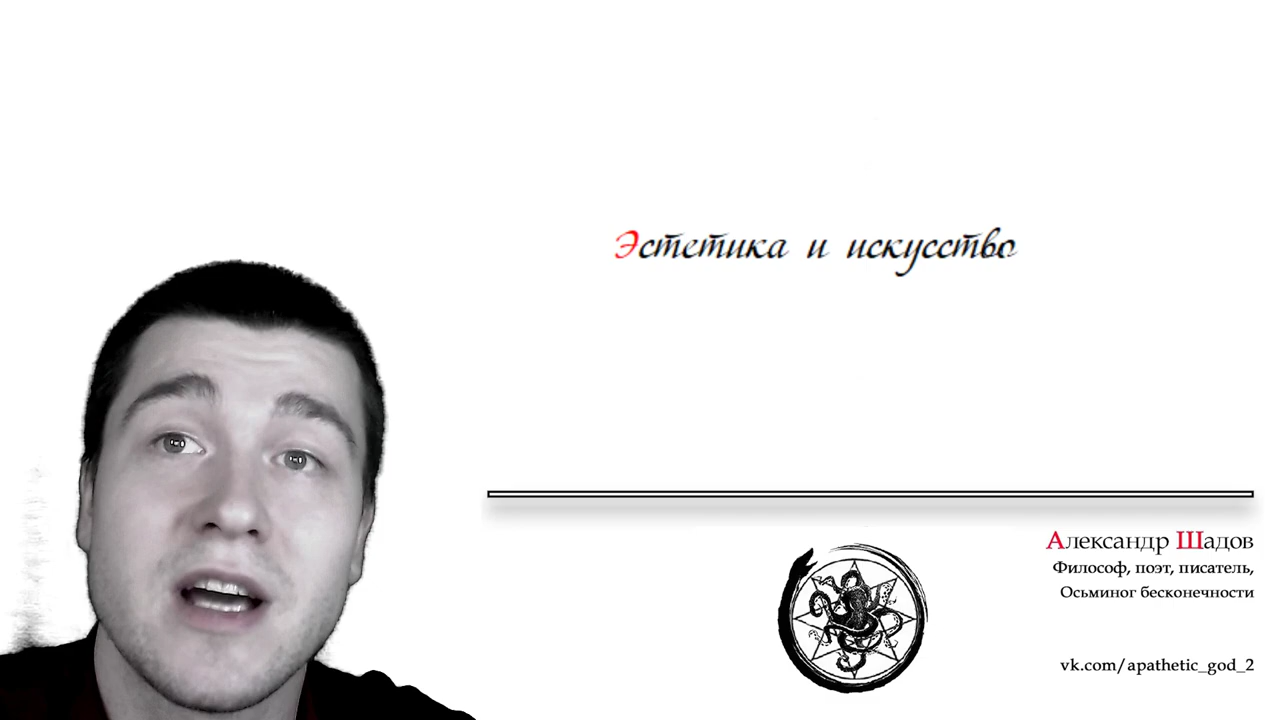 Эстетика и искусство
Александр Шадов
Философ, поэт, писатель,
Осьминог бесконечности
vk.com/apathetic_god_2